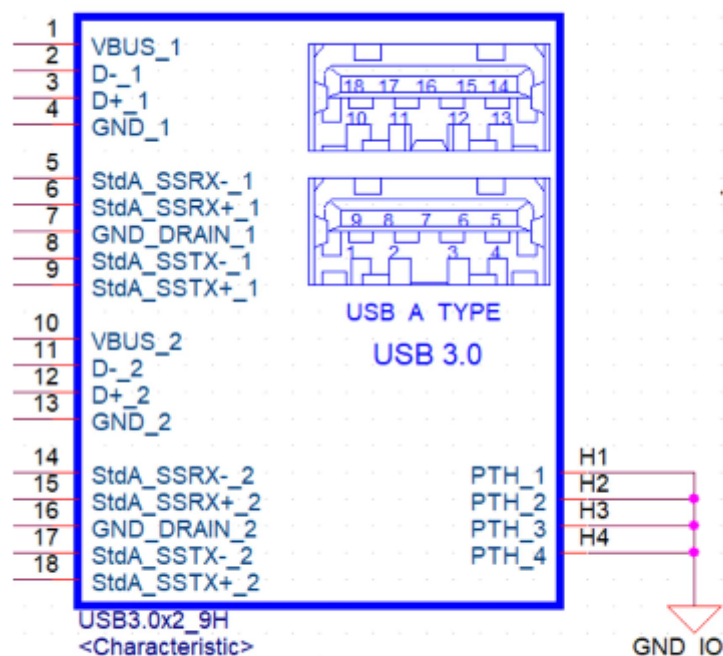 1 VBUS_1
2 D-_1
3 D+_1
4 GND_1
5 StdA_SSRX-_1
6 StdA_SSRX+_1
7 GND_DRAIN_1
8 StdA_SSTX-_1
9 StdA_SSTX+_1
10 VBUS_2
11 D-_2
12 D+_2
13 GND_2
14 StdA_SSRX-_2
15 StdA_SSRX+_2
16 GND_DRAIN_2
17 StdA_SSTX-_2
18 StdA_SSTX+_2
18 17 16 15 14
10 11 12 13
9 8 7 6 5
1 2 3 4
USB A TYPE
USB 3.0
PTH_1 H1
PTH_2 H2
PTH_3 H3
PTH_4 H4
USB3.0x2_9H
<Characteristic>
GND_IO